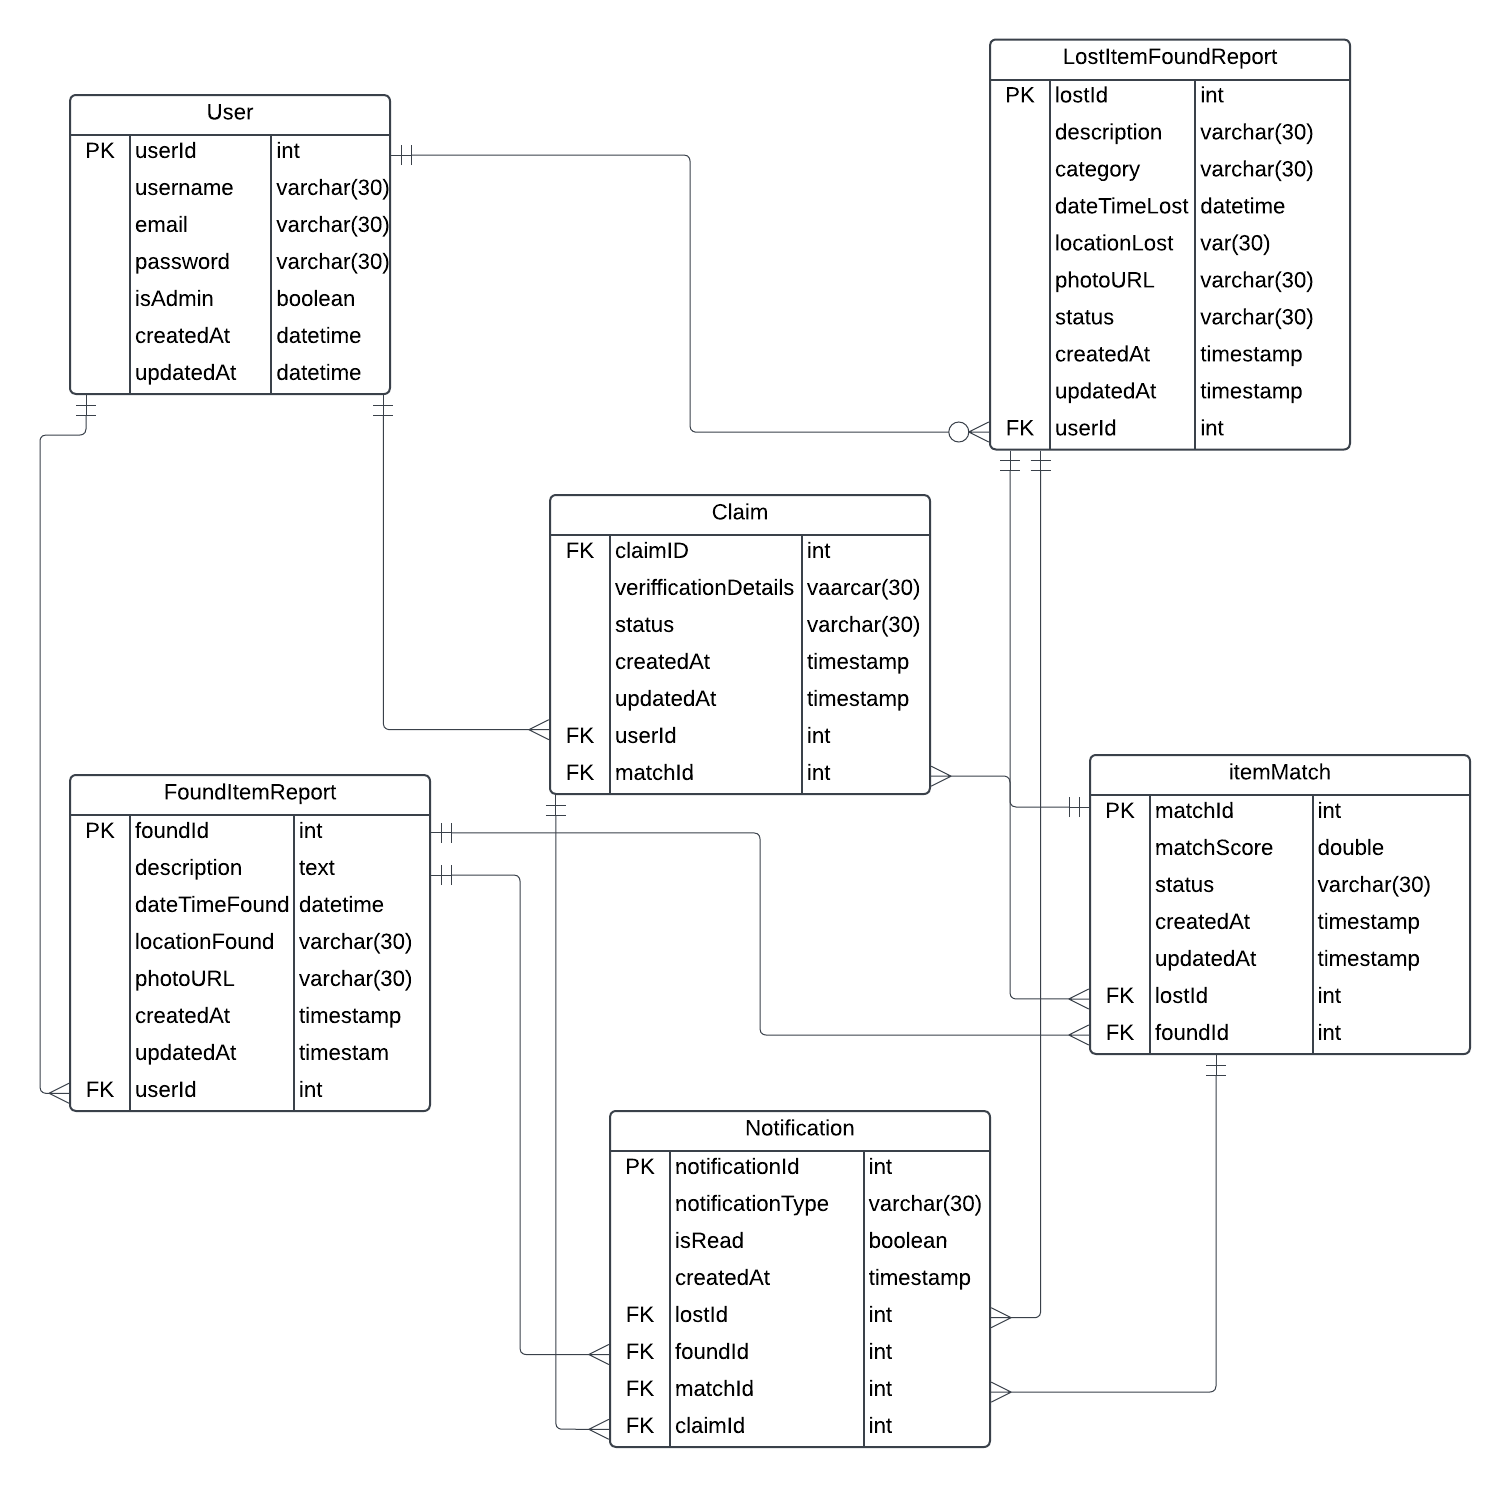 User
PK userId int
username varchar(30)
email varchar(30)
password varchar(30)
isAdmin boolean
createdAt datetime
updatedAt datetime
LostItemFoundReport
PK lostId int
description varchar(30)
category varchar(30)
dateTimeLost datetime
locationLost var(30)
photoURL varchar(30)
status varchar(30)
createdAt timestamp
updatedAt timestamp
FK userId int
Claim
FK claimID int
verifficationDetails vaarcar(30)
status varchar(30)
createdAt timestamp
updatedAt timestamp
FK userId int
FK matchId int
FoundItemReport
PK foundId int
description text
dateTimeFound datetime
locationFound varchar(30)
photoURL varchar(30)
createdAt timestamp
updatedAt timestam
FK userId int
itemMatch
PK matchId int
matchScore double
status varchar(30)
createdAt timestamp
updatedAt timestamp
FK lostId int
FK foundId int
Notification
PK notificationId int
notificationType varchar(30)
isRead boolean
createdAt timestamp
FK lostId int
FK foundId int
FK matchId int
FK claimId int